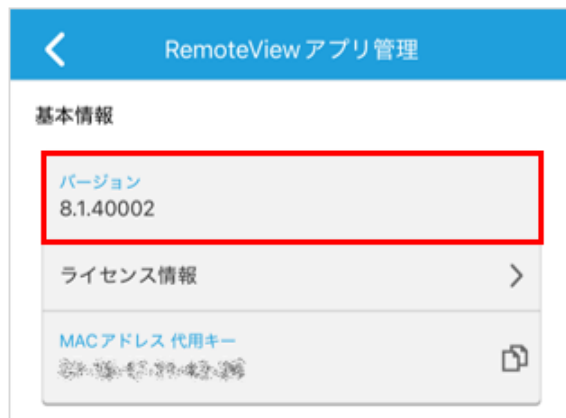 RemoteViewアプリ管理
基本情報
バージョン
8.1.40002
ライセンス情報
MACアドレス 代用キー